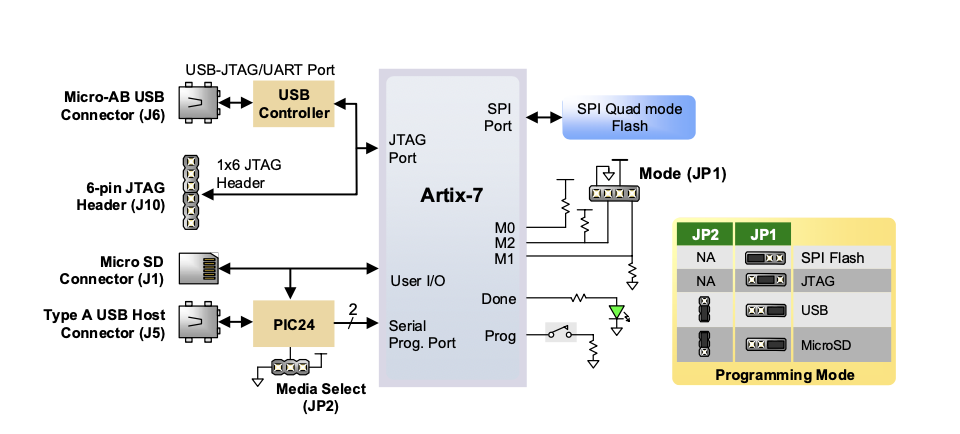 USB-JTAG/UART Port
Micro-AB USB
Connector (J6)
USB
Controller
SPI
Port
SPI Quad mode
Flash
JTAG
Port
1x6 JTAG
Header
6-pin JTAG
Header (J10)
Artix-7
Mode (JP1)
M0
M2
M1
Micro SD
Connector (J1)
User I/O
Type A USB Host
Connector (J5)
PIC24
2
Serial
Prog. Port
Done
Prog
Media Select
(JP2)
JP2 JP1
NA SPI Flash
NA JTAG
USB
MicroSD
Programming Mode